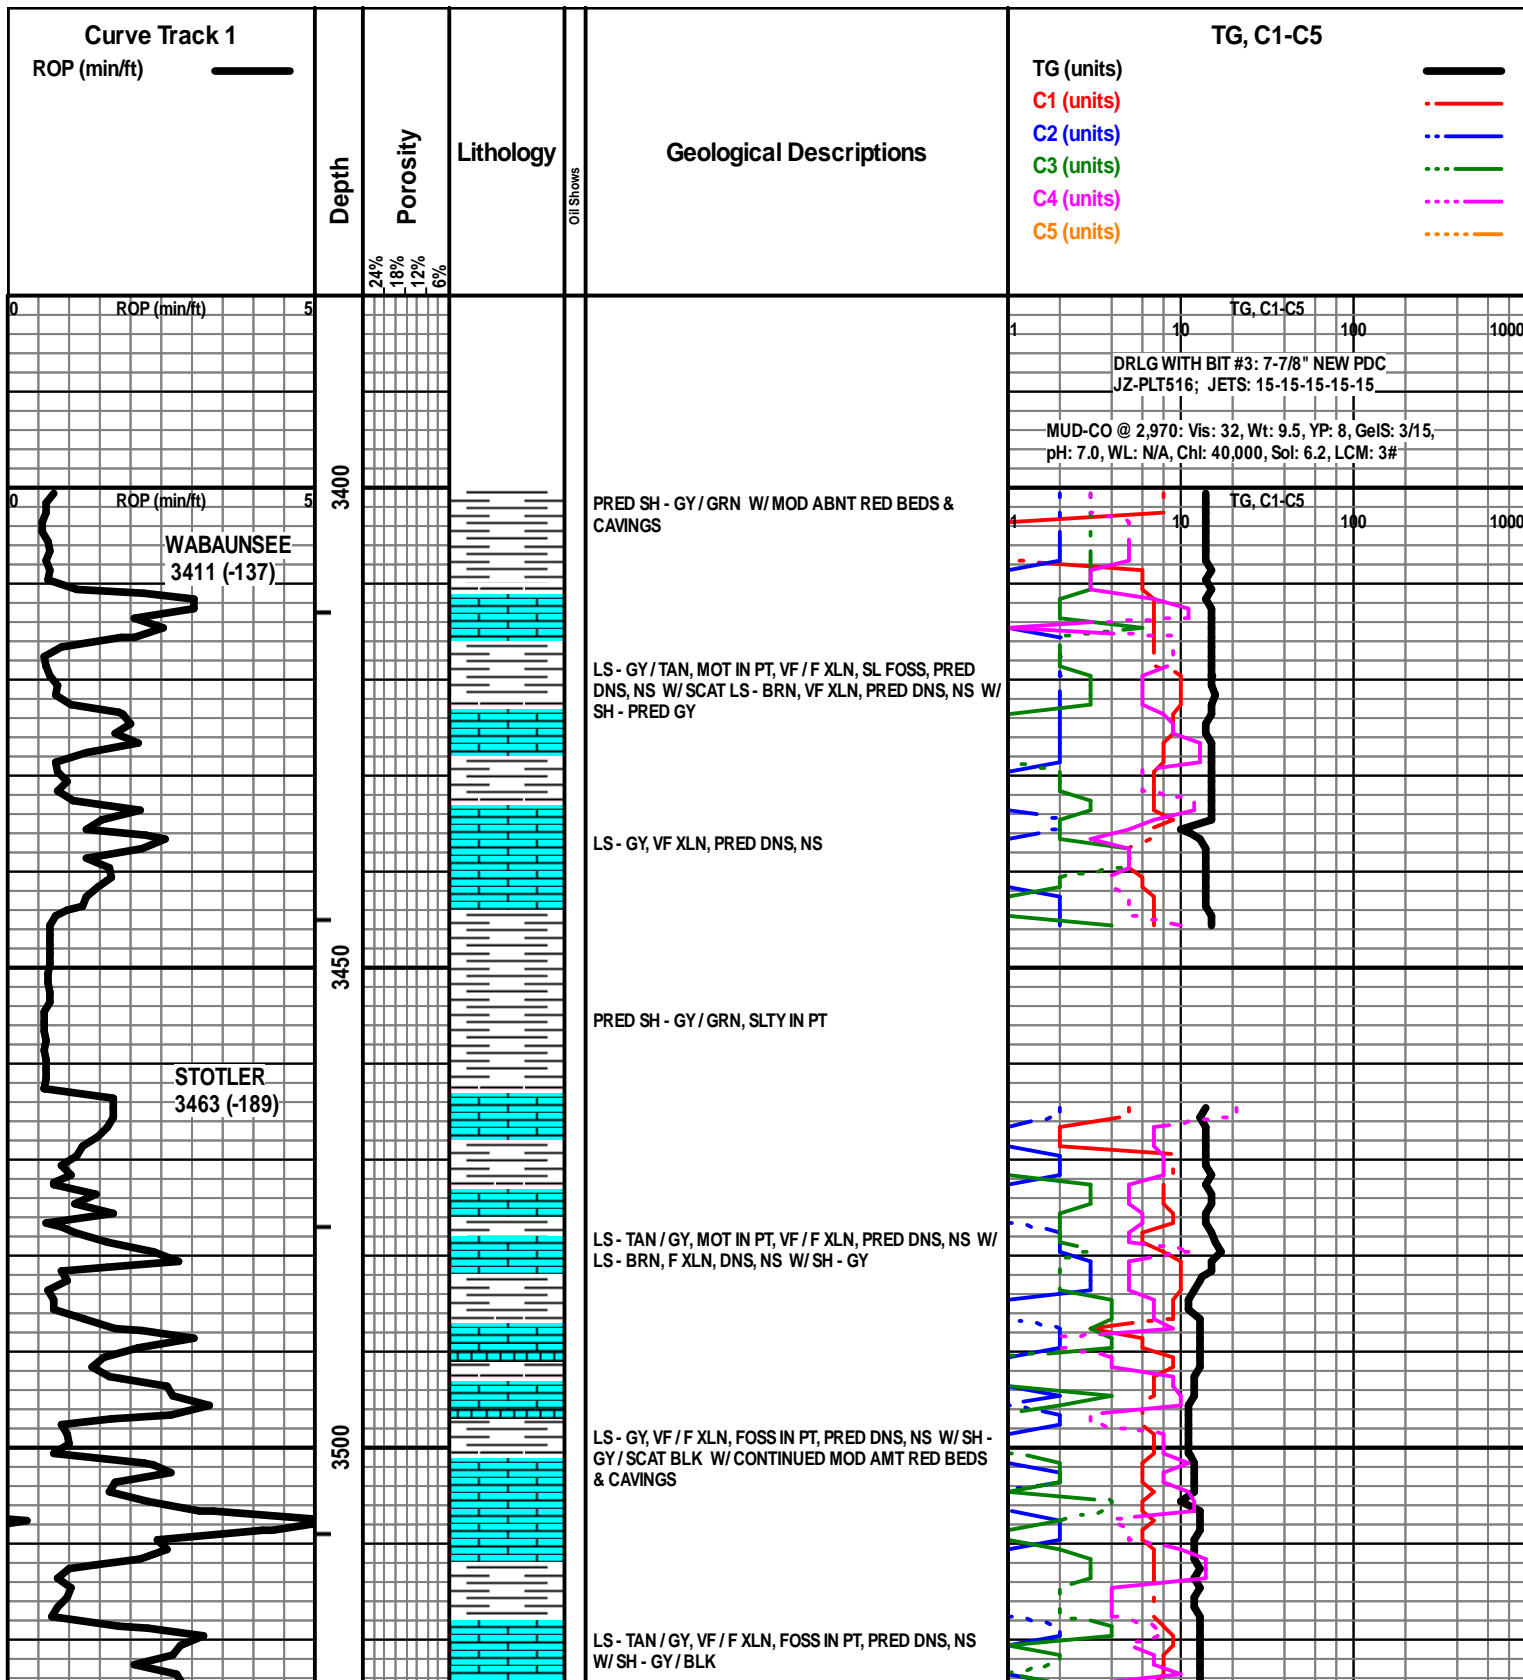 Curve Track 1
ROP (min/ft)
Depth
Porosity
24%
18%
12%
6%
Lithology
Oil Shows
Geological Descriptions
TG, C1-C5
TG (units)
C1 (units)
C2 (units)
C3 (units)
C4 (units)
C5 (units)
0 ROP (min/ft) 5
TG, C1-C5
1 10 100 1000
DRLG WITH BIT #3: 7-7/8" NEW PDC
JZ-PLT516; JETS: 15-15-15-15-15
MUD-CO @ 2,970: Vis: 32, Wt: 9.5, YP: 8, GelS: 3/15,
pH: 7.0, WL: N/A, Chl: 40,000, Sol: 6.2, LCM: 3#
3400
0 ROP (min/ft) 5
TG, C1-C5
1 10 100 1000
PRED SH - GY / GRN W/ MOD ABNT RED BEDS &
CAVINGS
WABAUNSEE
3411 (-137)
LS - GY / TAN, MOT IN PT, VF / F XLN, SL FOSS, PRED
DNS, NS W/ SCAT LS - BRN, VF XLN, PRED DNS, NS W/
SH - PRED GY
LS - GY, VF XLN, PRED DNS, NS
3450
PRED SH - GY / GRN, SLTY IN PT
STOTLER
3463 (-189)
LS - TAN / GY, MOT IN PT, VF / F XLN, PRED DNS, NS W/
LS - BRN, F XLN, DNS, NS W/ SH - GY
3500
LS - GY, VF / F XLN, FOSS IN PT, PRED DNS, NS W/ SH -
GY / SCAT BLK W/ CONTINUED MOD AMT RED BEDS
& CAVINGS
LS - TAN / GY, VF / F XLN, FOSS IN PT, PRED DNS, NS
W/ SH - GY / BLK